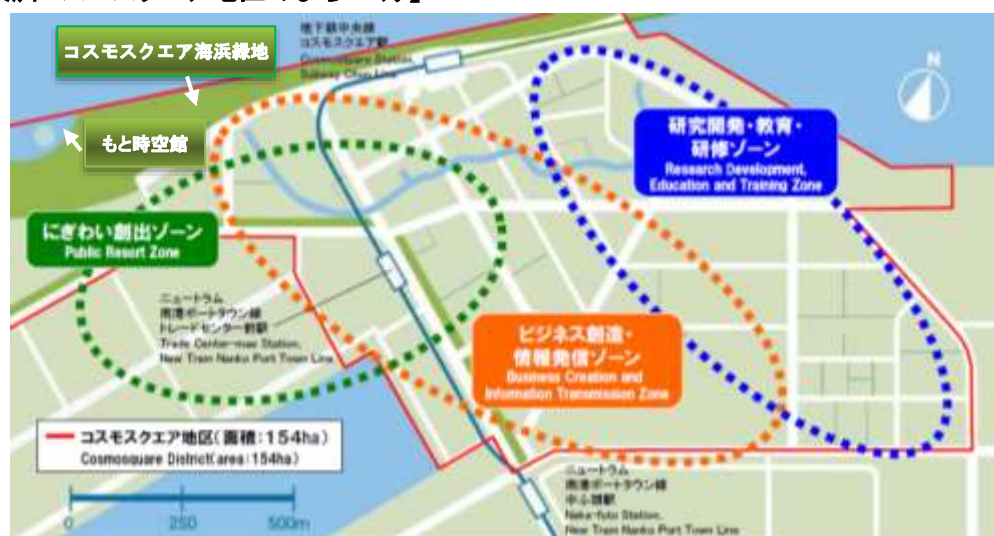 コスモスクエア海浜緑地
もと時空館
地下鉄中央線
コスモスクエア駅
Cosmosquare Station,
Subway Chuo Line
N
研究開発・教育・
研修ゾーン
Research Development,
Education and Training Zone
にぎわい創出ゾーン
Public Resort Zone
ニュートラム
南港ポートタウン線
トレードセンター前駅
Trade Center-mae Station,
New Tram Nanko Port Town Line
ビジネス創造・
情報発信ゾーン
Business Creation and
Information Transmission Zone
コスモスクエア地区(面積:154ha)
Cosmosquare District(area:154ha)
0 250 500m
ニュートラム
南港ポートタウン線
中ふ頭駅
Naka-futo Station,
New Tram Nanko Port Town Line